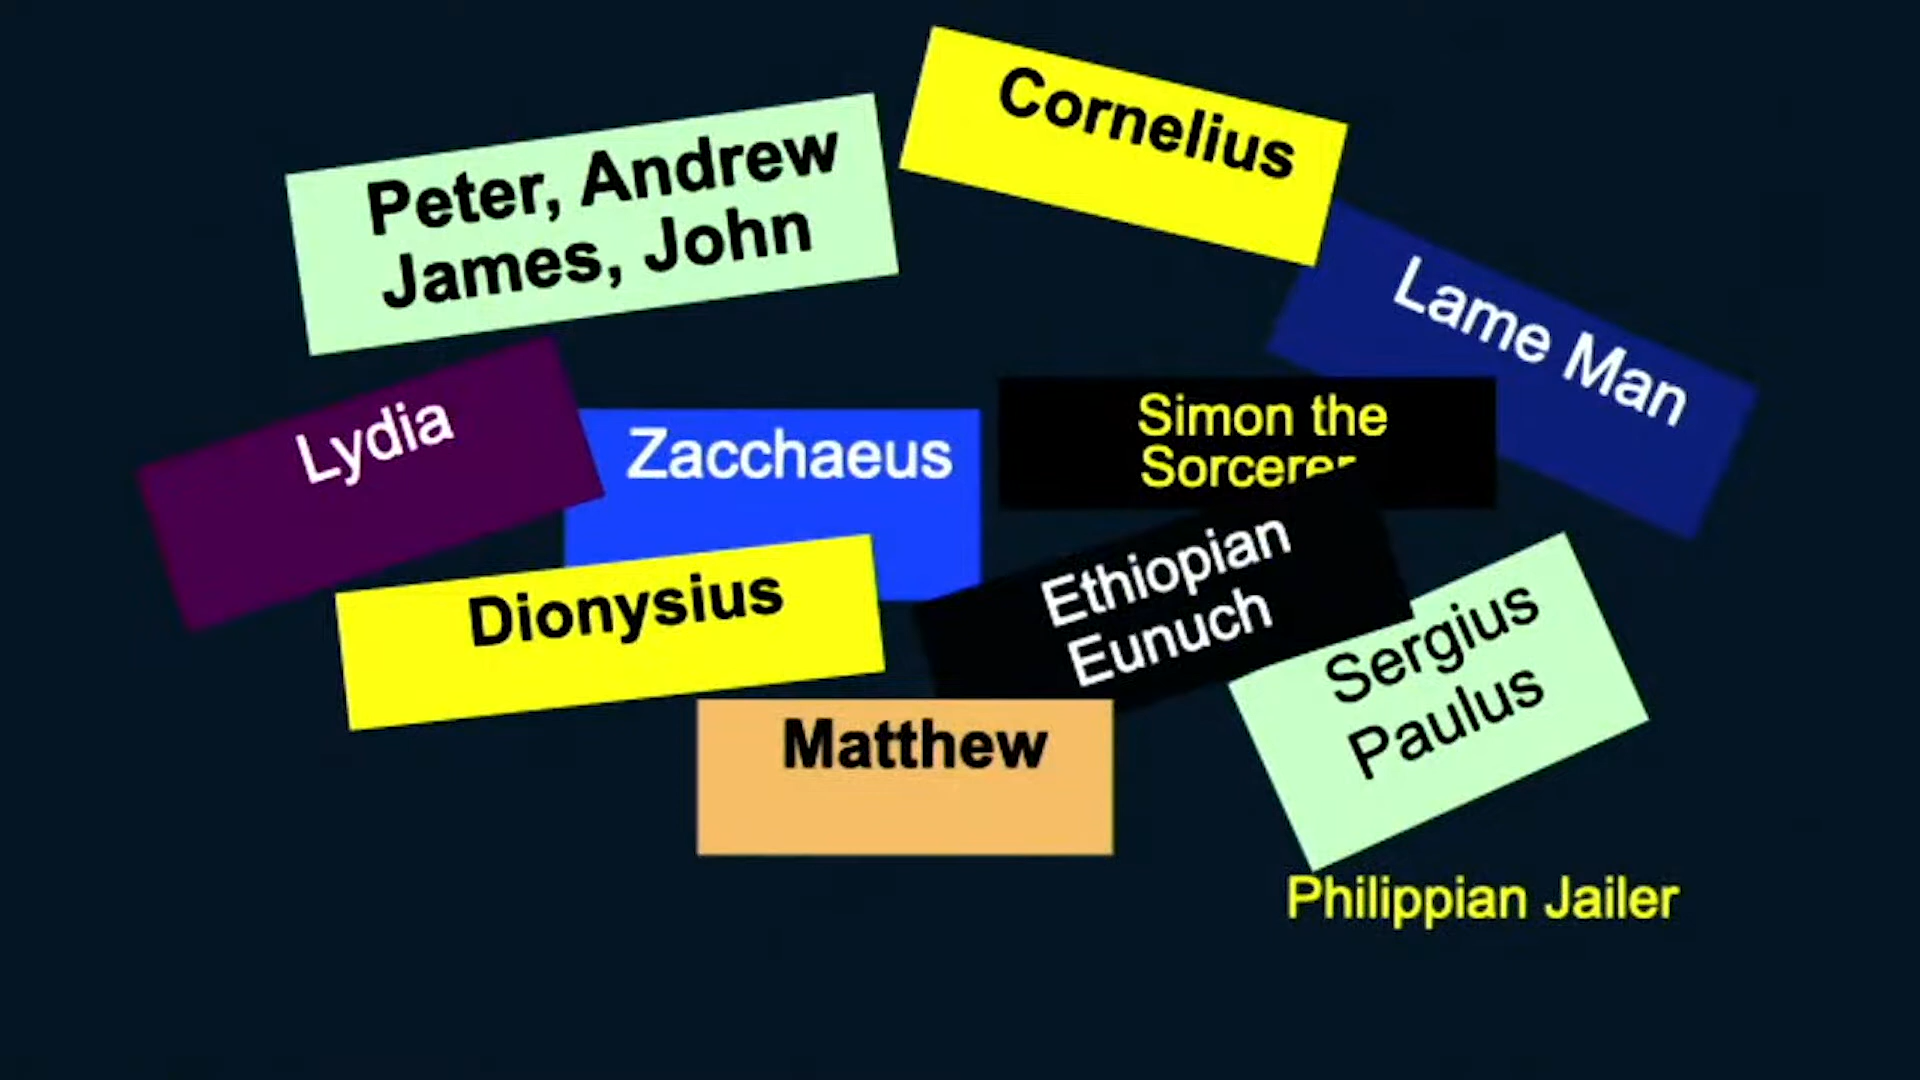 Cornelius
Peter, Andrew
James, John
Lame Man
Lydia
Zacchaeus
Simon the
Sorcerer
Dionysius
Ethiopian
Eunuch
Sergius
Paulus
Matthew
Philippian Jailer